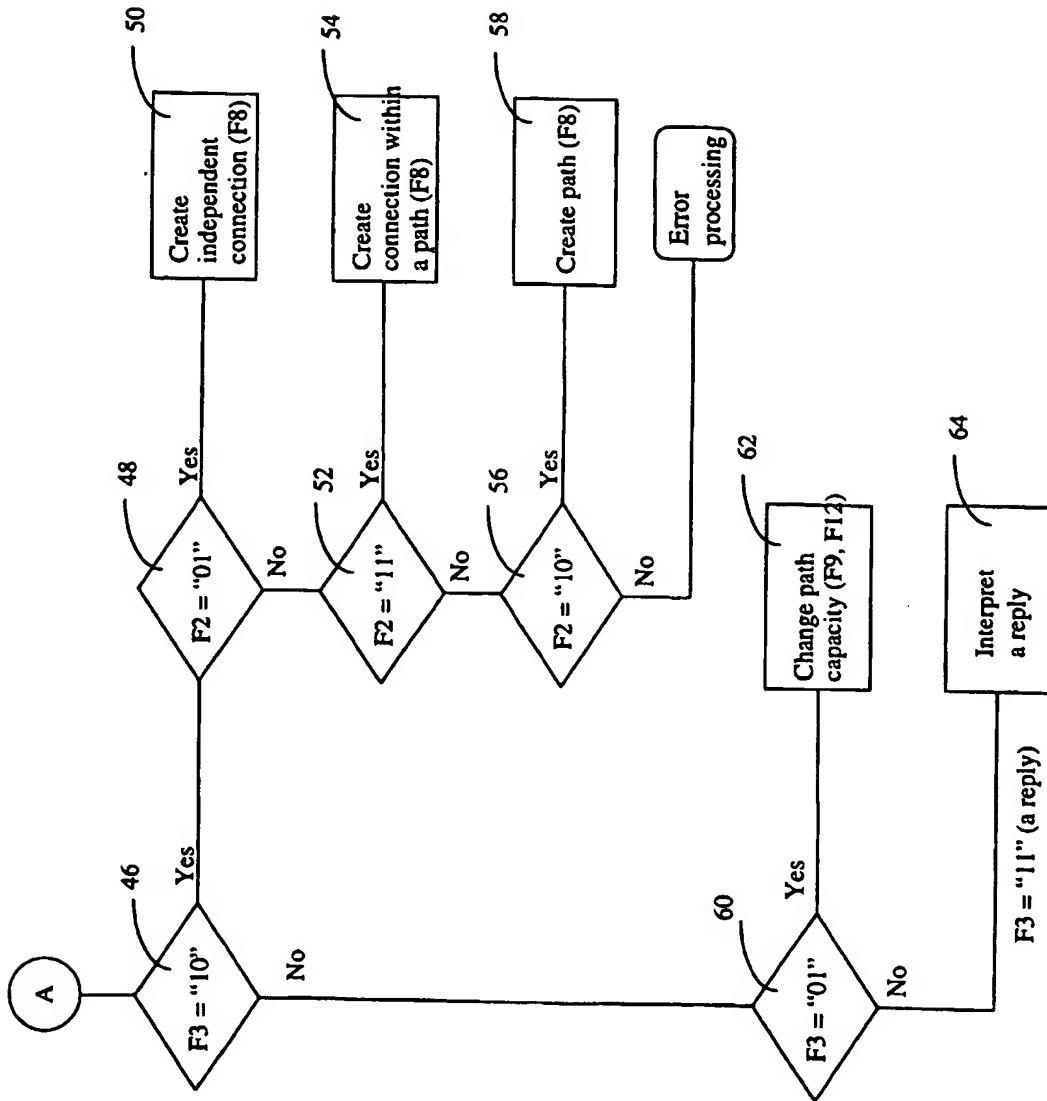 A
46
F3 = "10"
Yes
No
48
F2 = "01"
Yes
No
50
Create
independent
connection (F8)
52
F2 = "11"
Yes
No
54
Create
connection within
a path (F8)
56
F2 = "10"
Yes
No
58
Create path (F8)
Error
processing
60
F3 = "01"
Yes
No
62
Change path
capacity (F9, F12)
F3 = "11" (a reply)
64
Interpret
a reply